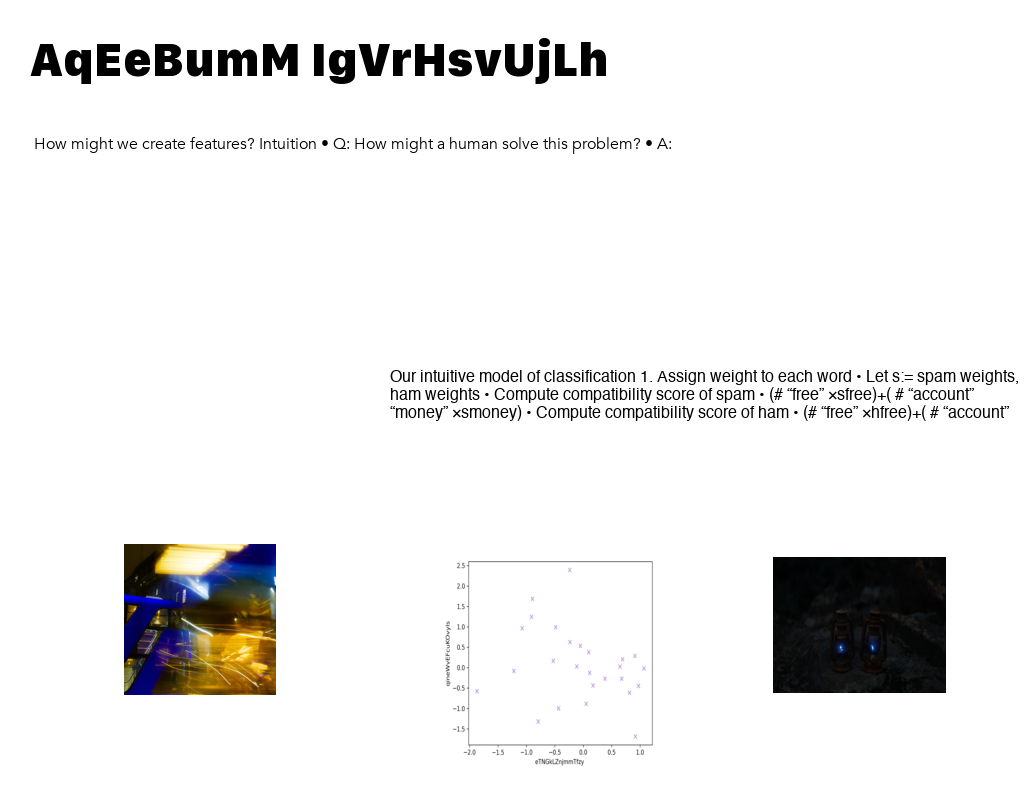 AqEeBumM IgVrHsvUjLh
How might we create features? Intuition • Q: How might a human solve this problem? • A:
Our intuitive model of classification 1. Assign weight to each word • Let s:= spam weights,
ham weights • Compute compatibility score of spam • (# “free” ×sfree)+( # “account”
“money” ×smoney) • Compute compatibility score of ham • (# “free” ×hfree)+( # “account”
2.5
2.0
1.5
1.0
0.5
0.0
−0.5
−1.0
−1.5
qineWvEFcuKOvyls
−2.0 −1.5 −1.0 −0.5 0.0 0.5 1.0
eTNGkLZnjmmTfzy